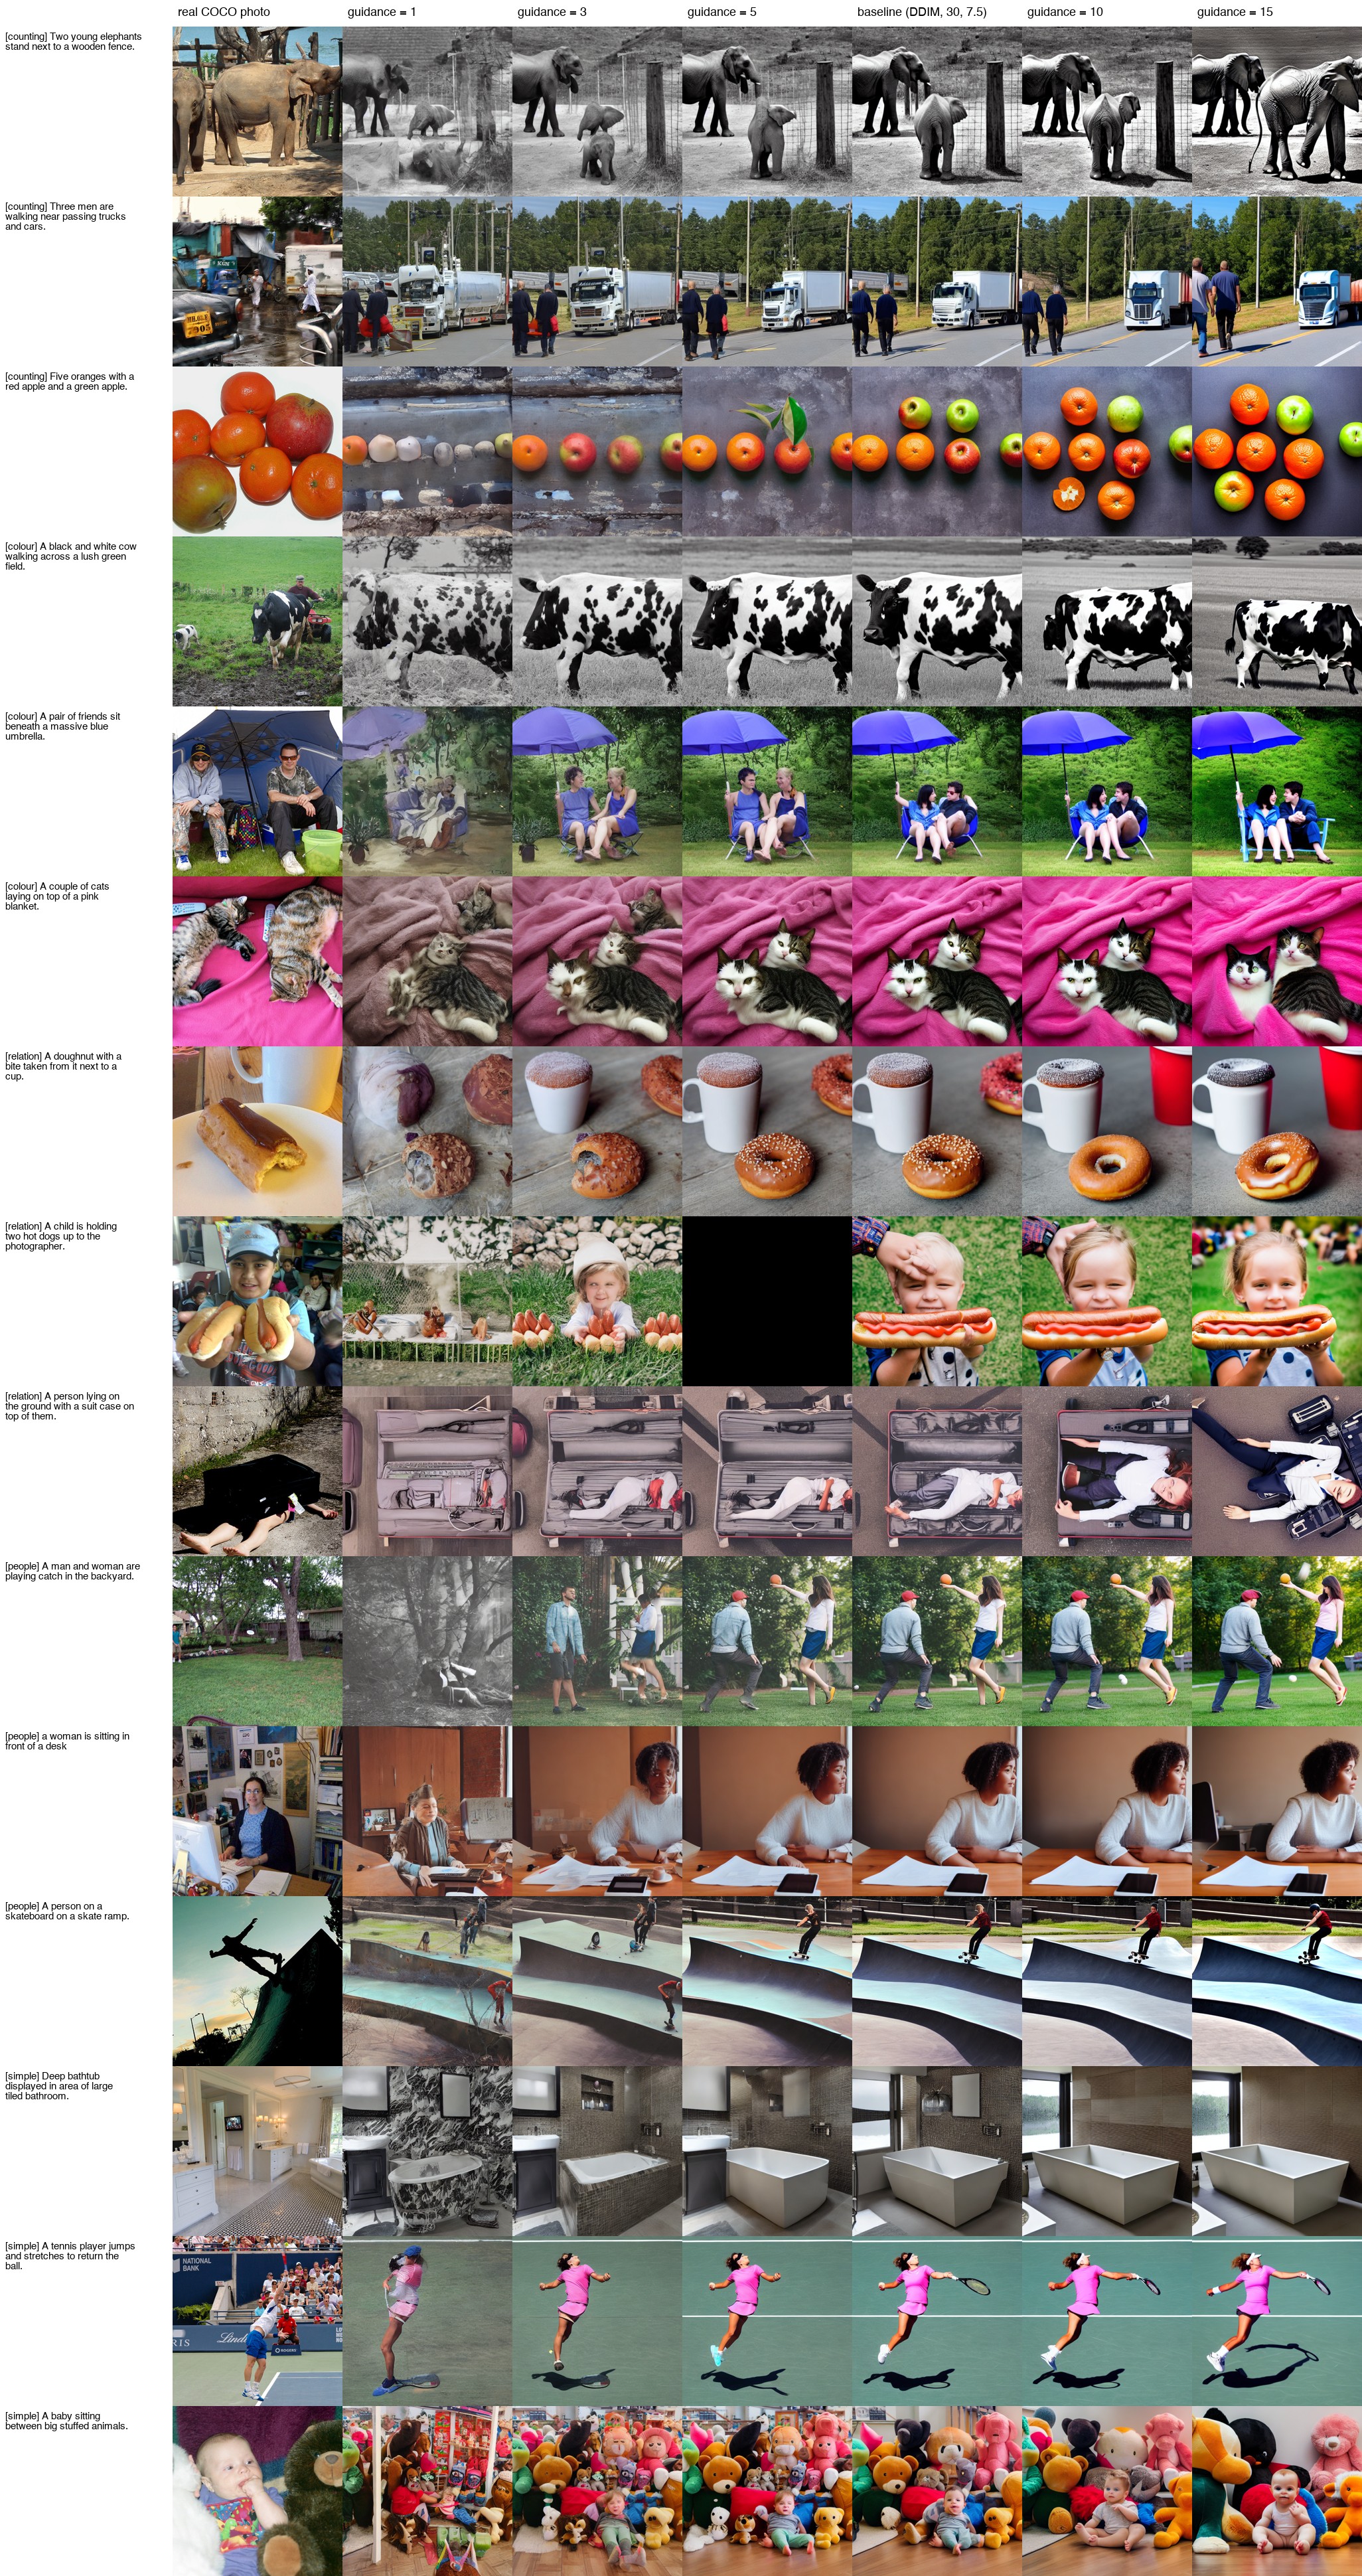 real COCO photo
guidance = 1
guidance = 3
guidance = 5
baseline (DDIM, 30, 7.5)
guidance = 10
guidance = 15
[counting] Two young elephants
stand next to a wooden fence.
[counting] Three men are
walking near passing trucks
and cars.
[counting] Five oranges with a
red apple and a green apple.
[colour] A black and white cow
walking across a lush green
field.
[colour] A pair of friends sit
beneath a massive blue
umbrella.
[colour] A couple of cats
laying on top of a pink
blanket.
[relation] A doughnut with a
bite taken from it next to a
cup.
[relation] A child is holding
two hot dogs up to the
photographer.
[relation] A person lying on
the ground with a suit case on
top of them.
[people] A man and woman are
playing catch in the backyard.
[people] a woman is sitting in
front of a desk
[people] A person on a
skateboard on a skate ramp.
[simple] Deep bathtub
displayed in area of large
tiled bathroom.
[simple] A tennis player jumps
and stretches to return the
ball.
NATIONAL
BANK
[simple] A baby sitting
between big stuffed animals.